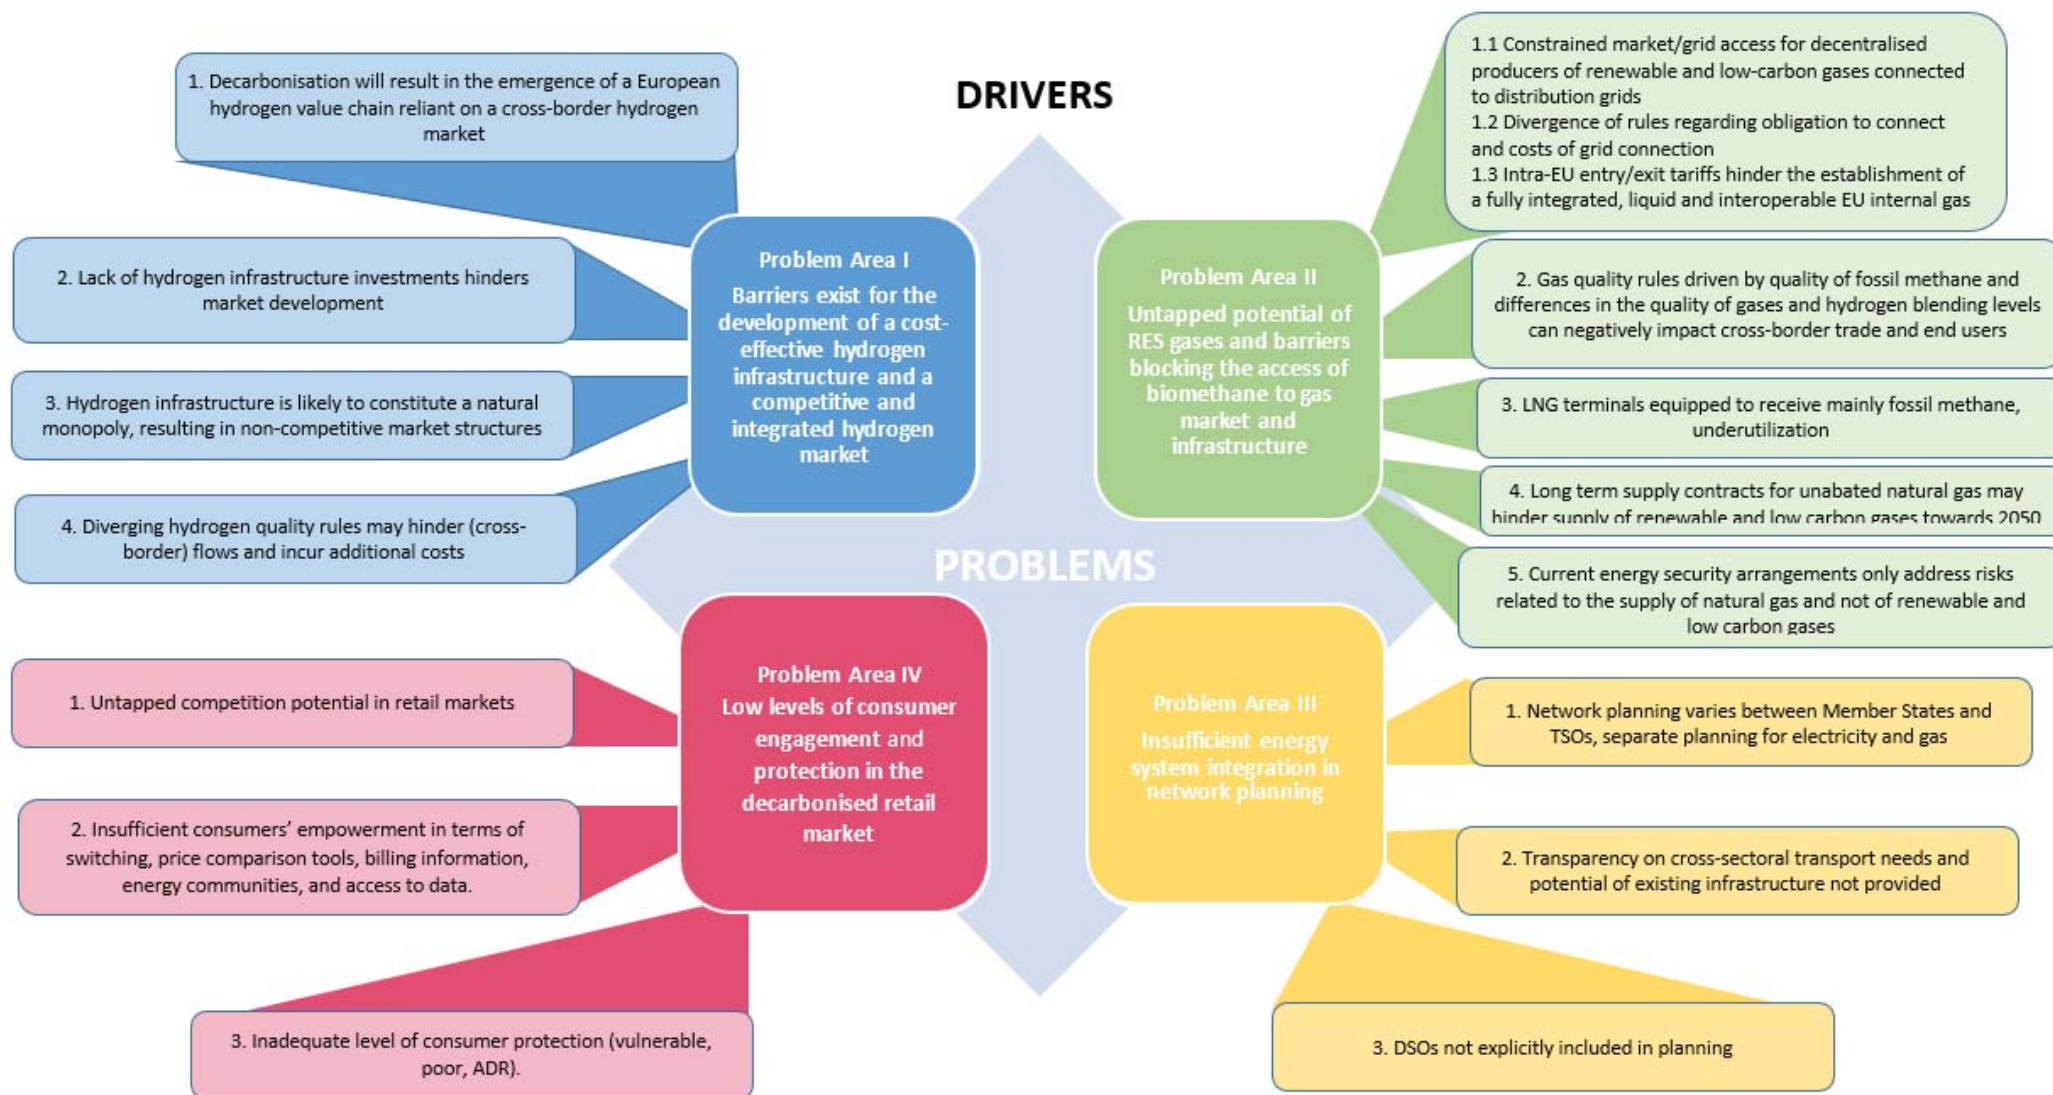 DRIVERS
1. Decarbonisation will result in the emergence of a European
hydrogen value chain reliant on a cross-border hydrogen
market
2. Lack of hydrogen infrastructure investments hinders
market development
3. Hydrogen infrastructure is likely to constitute a natural
monopoly, resulting in non-competitive market structures
4. Diverging hydrogen quality rules may hinder (cross-
border) flows and incur additional costs
Problem Area I
Barriers exist for the
development of a cost-
effective hydrogen
infrastructure and a
competitive and
integrated hydrogen
market
Problem Area II
Untapped potential of
RES gases and barriers
blocking the access of
biomethane to gas
market and
infrastructure
1.1 Constrained market/grid access for decentralised
producers of renewable and low-carbon gases connected
to distribution grids
1.2 Divergence of rules regarding obligation to connect
and costs of grid connection
1.3 Intra-EU entry/exit tariffs hinder the establishment of
a fully integrated, liquid and interoperable EU internal gas
2. Gas quality rules driven by quality of fossil methane and
differences in the quality of gases and hydrogen blending levels
can negatively impact cross-border trade and end users
3. LNG terminals equipped to receive mainly fossil methane,
underutilization
4. Long term supply contracts for unabated natural gas may
hinder supply of renewable and low carbon gases towards 2050
5. Current energy security arrangements only address risks
related to the supply of natural gas and not of renewable and
low carbon gases
PROBLEMS
1. Untapped competition potential in retail markets
2. Insufficient consumers' empowerment in terms of
switching, price comparison tools, billing information,
energy communities, and access to data.
3. Inadequate level of consumer protection (vulnerable,
poor, ADR).
Problem Area IV
Low levels of consumer
engagement and
protection in the
decarbonised retail
market
Problem Area III
Insufficient energy
system integration in
network planning
1. Network planning varies between Member States and
TSOs, separate planning for electricity and gas
2. Transparency on cross-sectoral transport needs and
potential of existing infrastructure not provided
3. DSOs not explicitly included in planning